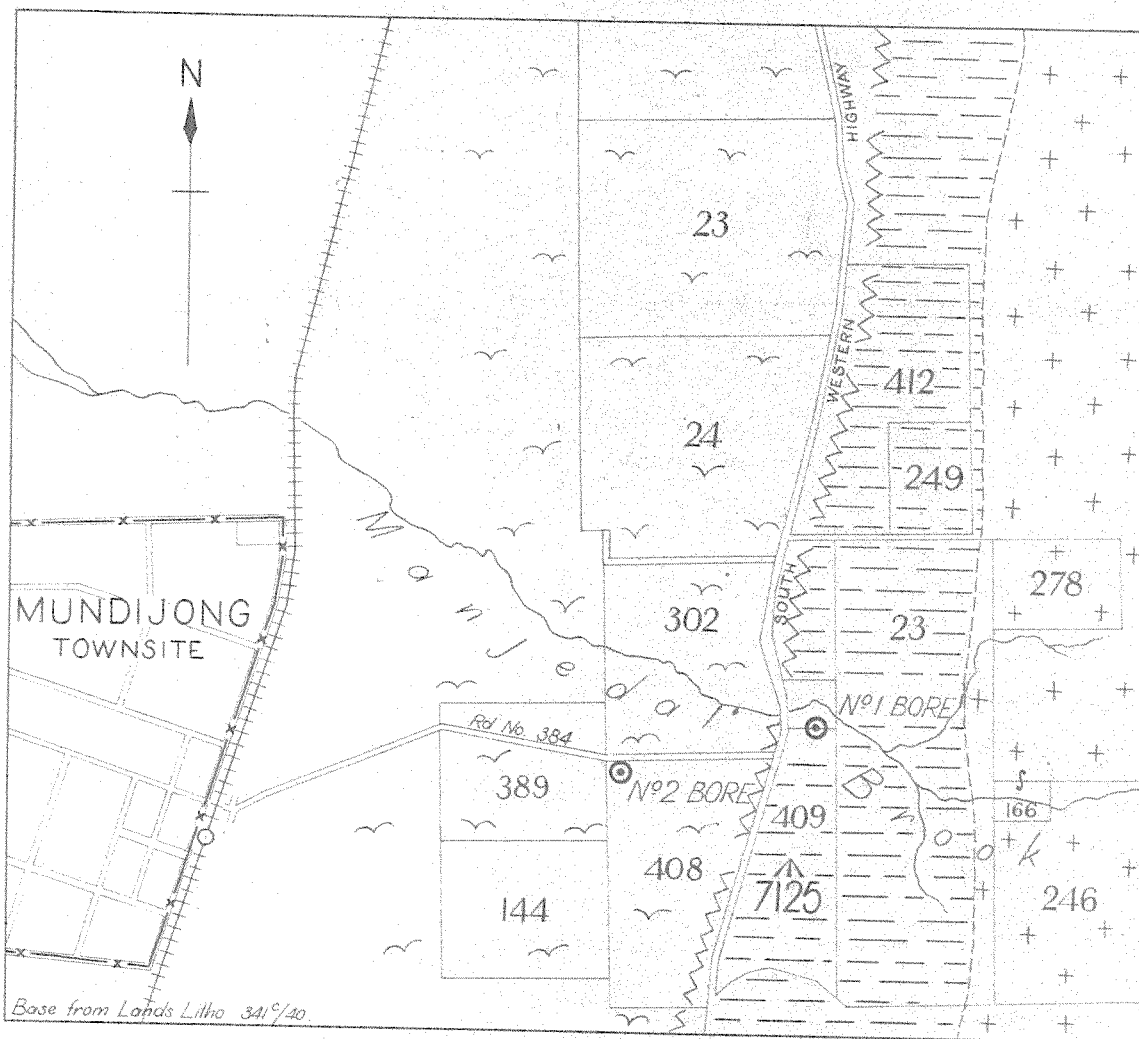 N
HIGHWAY
23
WESTERN
412
24
249
MUNDIJONG
TOWNSITE
SOUTH
278
302
23
Manjedal Brook
Rd No. 384
Nº1 BORE
Nº2 BORE
389
409
166
408
7125
144
246
Base from Lands Litho 341ᶜ/40.